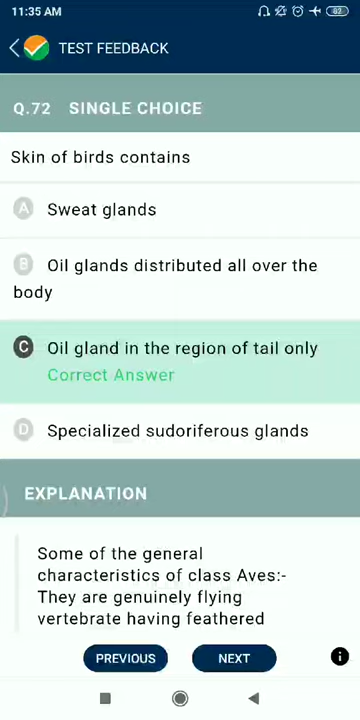 11:35 AM
62
TEST FEEDBACK
Q.72 SINGLE CHOICE
Skin of birds contains
A Sweat glands
B Oil glands distributed all over the
body
C Oil gland in the region of tail only
Correct Answer
D Specialized sudoriferous glands
EXPLANATION
Some of the general
characteristics of class Aves:-
They are genuinely flying
vertebrate having feathered
PREVIOUS NEXT